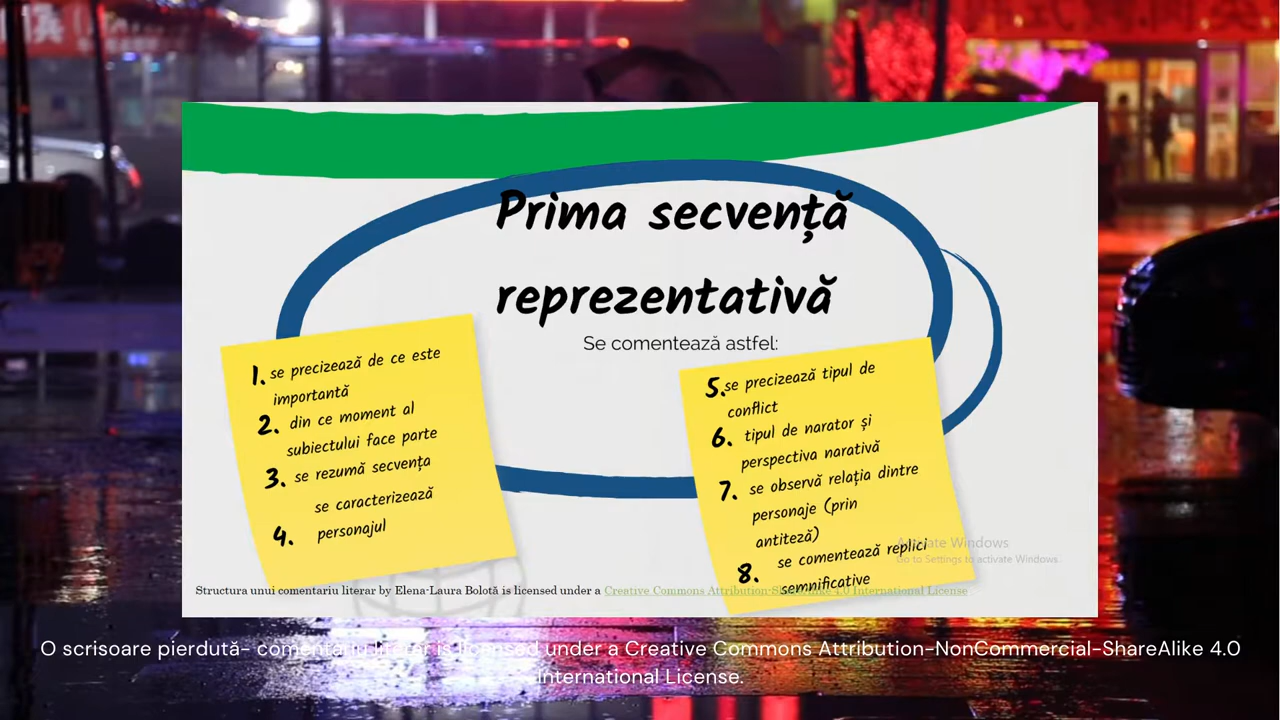 Prima secvență
reprezentativă
Se comentează astfel:
1. se precizează de ce este
importantă
2. din ce moment al
subiectului face parte
3. se rezumă secvența
se caracterizează
4. personajul
5. se precizează tipul de
conflict
6. tipul de narator și
perspectiva narativă
7. se observă relația dintre
personaje (prin
antiteză)
8. se comentează replici
semnificative
Activate Windows
Go to Settings to activate Windows.
Structura unui comentariu literar by Elena-Laura Bolotă is licensed under a Creative Commons Attribution-ShareAlike 4.0 International License
O scrisoare pierdută- comentariu literar is licensed under a Creative Commons Attribution-NonCommercial-ShareAlike 4.0
International License.